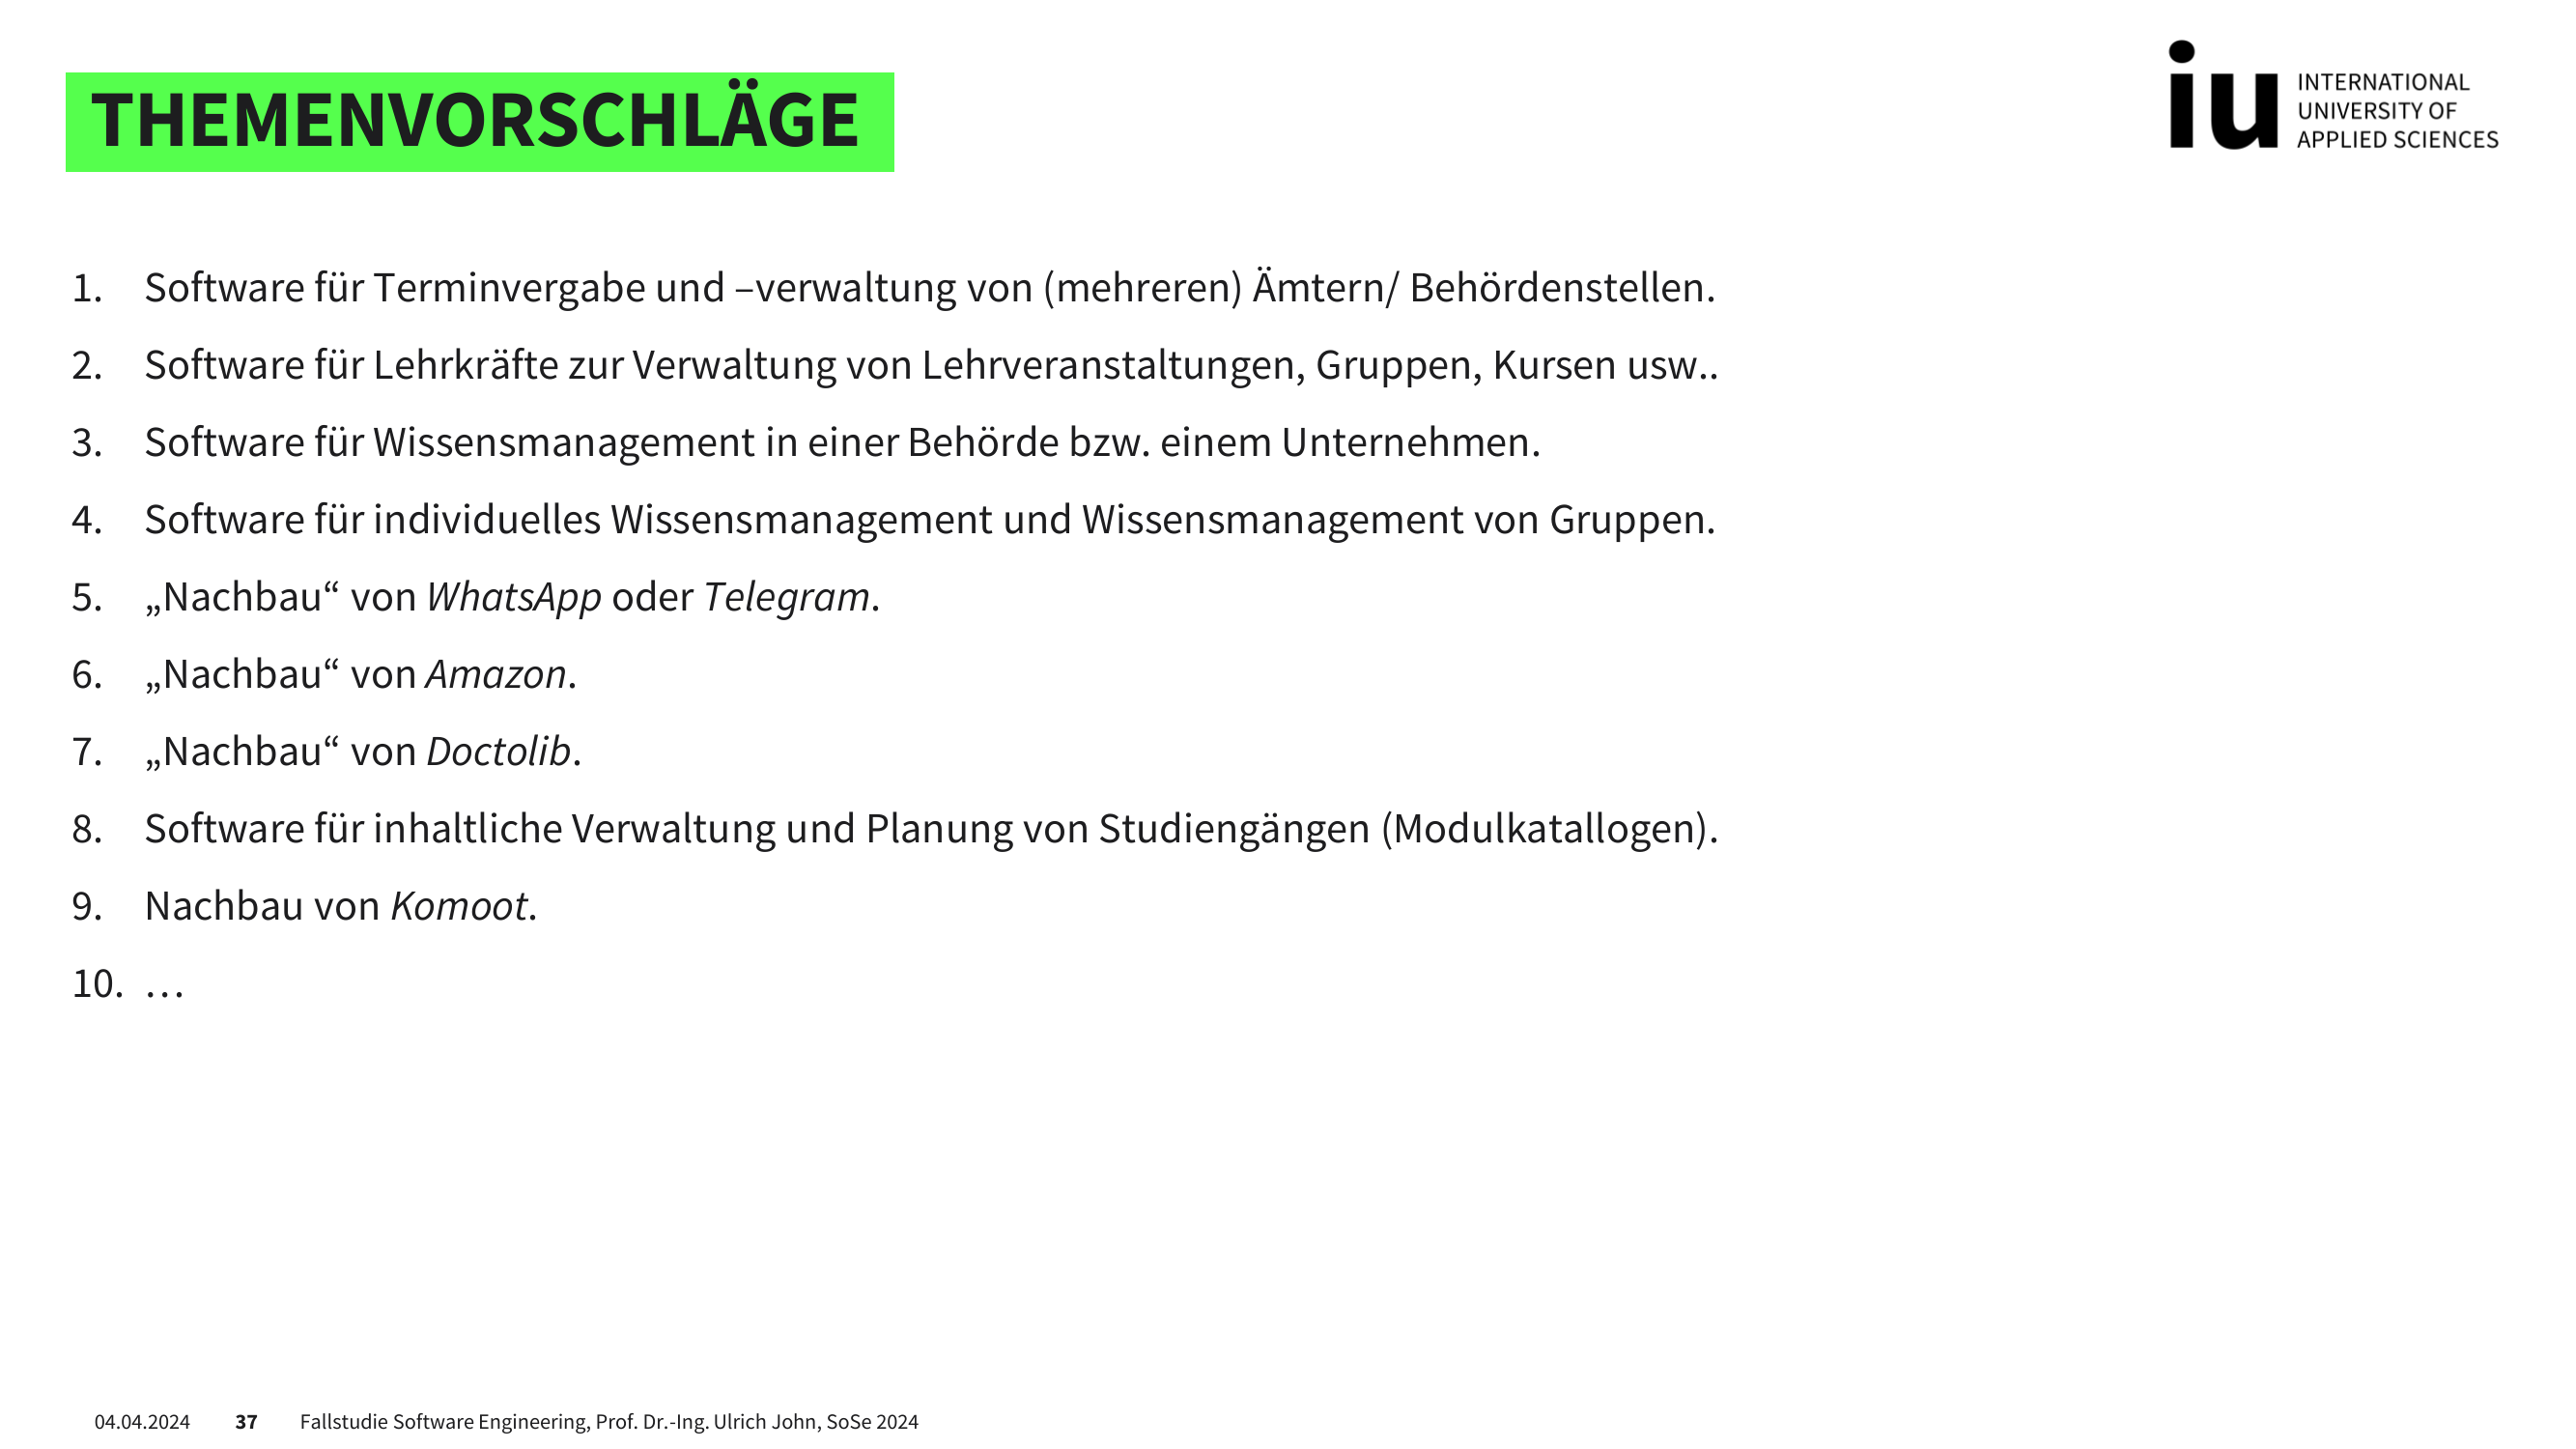 THEMENVORSCHLÄGE
iu
INTERNATIONAL
UNIVERSITY OF
APPLIED SCIENCES
1. Software für Terminvergabe und –verwaltung von (mehreren) Ämtern/ Behördenstellen.
2. Software für Lehrkräfte zur Verwaltung von Lehrveranstaltungen, Gruppen, Kursen usw..
3. Software für Wissensmanagement in einer Behörde bzw. einem Unternehmen.
4. Software für individuelles Wissensmanagement und Wissensmanagement von Gruppen.
5. „Nachbau“ von WhatsApp oder Telegram.
6. „Nachbau“ von Amazon.
7. „Nachbau“ von Doctolib.
8. Software für inhaltliche Verwaltung und Planung von Studiengängen (Modulkatallogen).
9. Nachbau von Komoot.
10. …
04.04.2024 37 Fallstudie Software Engineering, Prof. Dr.-Ing. Ulrich John, SoSe 2024